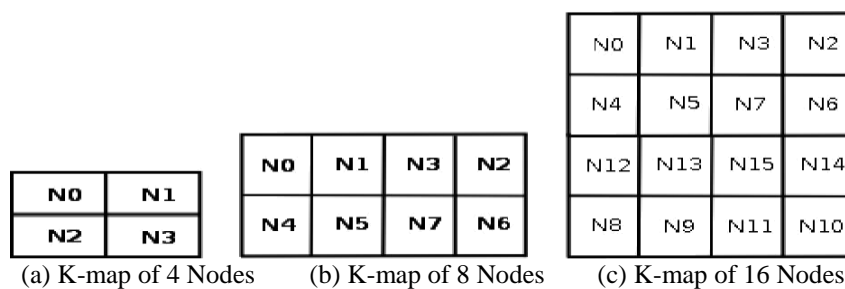 N0 N1
N2 N3
(a) K-map of 4 Nodes
N0 N1 N3 N2
N4 N5 N7 N6
(b) K-map of 8 Nodes
N0 N1 N3 N2
N4 N5 N7 N6
N12 N13 N15 N14
N8 N9 N11 N10
(c) K-map of 16 Nodes